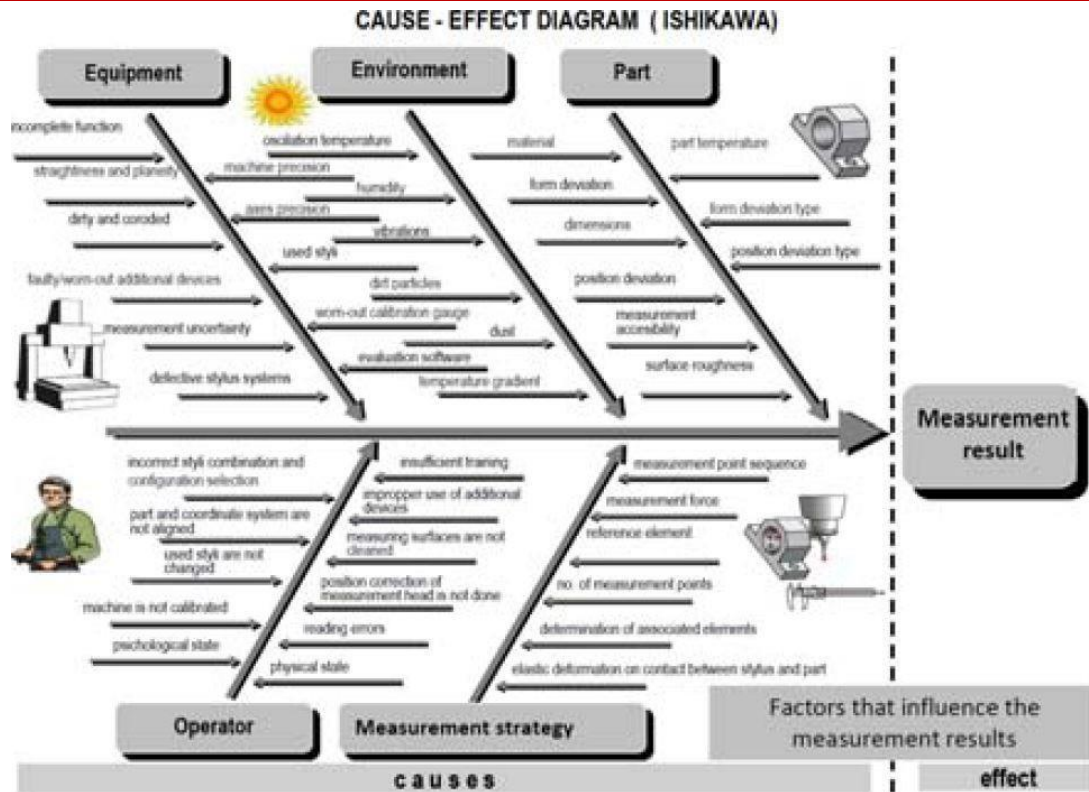 CAUSE - EFFECT DIAGRAM ( ISHIKAWA)
Equipment
Environment
Part
incomplete function
straghtness and planeity
dirty and coroded
faulty/worn-out additional devices
measurement uncertainty
defective stylus systems
machine precision
axes precision
used styli
worn-out calibration gauge
evaluation software
oscilation temperature
humidity
vibrations
dirt particles
dust
temperature gradient
material
form deviation
dimensions
position deviation
measurement
accesibility
surface roughness
part temperature
form deviation type
position deviation type
Measurement
result
incorrect styli combination and
configuration selection
part and coordinate system are
not aligned
used styli are not
changed
machine is not calibrated
psichological state
insufficient training
impropper use of additional
devices
measuring surfaces are not
cleaned
position correction of
measurement head is not done
reading errors
physical state
measurement point sequence
measurement force
reference element
no. of measurement points
determination of associated elements
elastic deformation on contact between stylus and part
Operator
Measurement strategy
Factors that influence the
measurement results
causes
effect